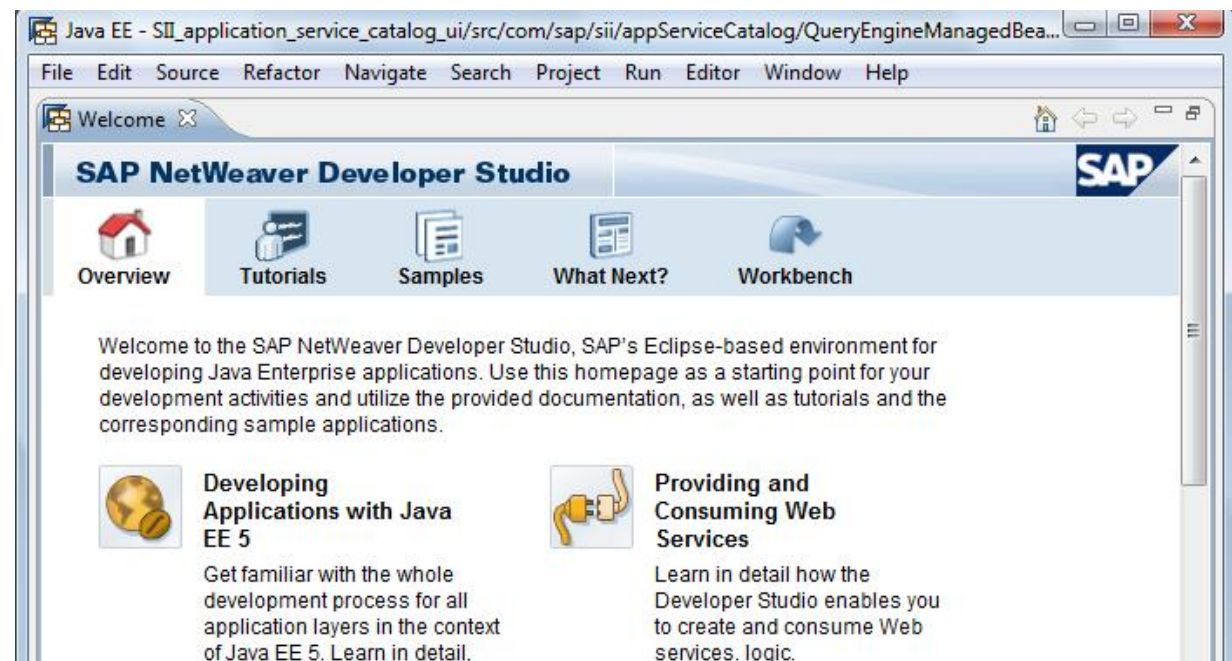 Java EE - SII_application_service_catalog_ui/src/com/sap/sii/appServiceCatalog/QueryEngineManagedBea...
File Edit Source Refactor Navigate Search Project Run Editor Window Help
Welcome
SAP NetWeaver Developer Studio
SAP
Overview Tutorials Samples What Next? Workbench
Welcome to the SAP NetWeaver Developer Studio, SAP's Eclipse-based environment for
developing Java Enterprise applications. Use this homepage as a starting point for your
development activities and utilize the provided documentation, as well as tutorials and the
corresponding sample applications.
Developing
Applications with Java
EE 5
Get familiar with the whole
development process for all
application layers in the context
of Java EE 5. Learn in detail,
Providing and
Consuming Web
Services
Learn in detail how the
Developer Studio enables you
to create and consume Web
services. logic.